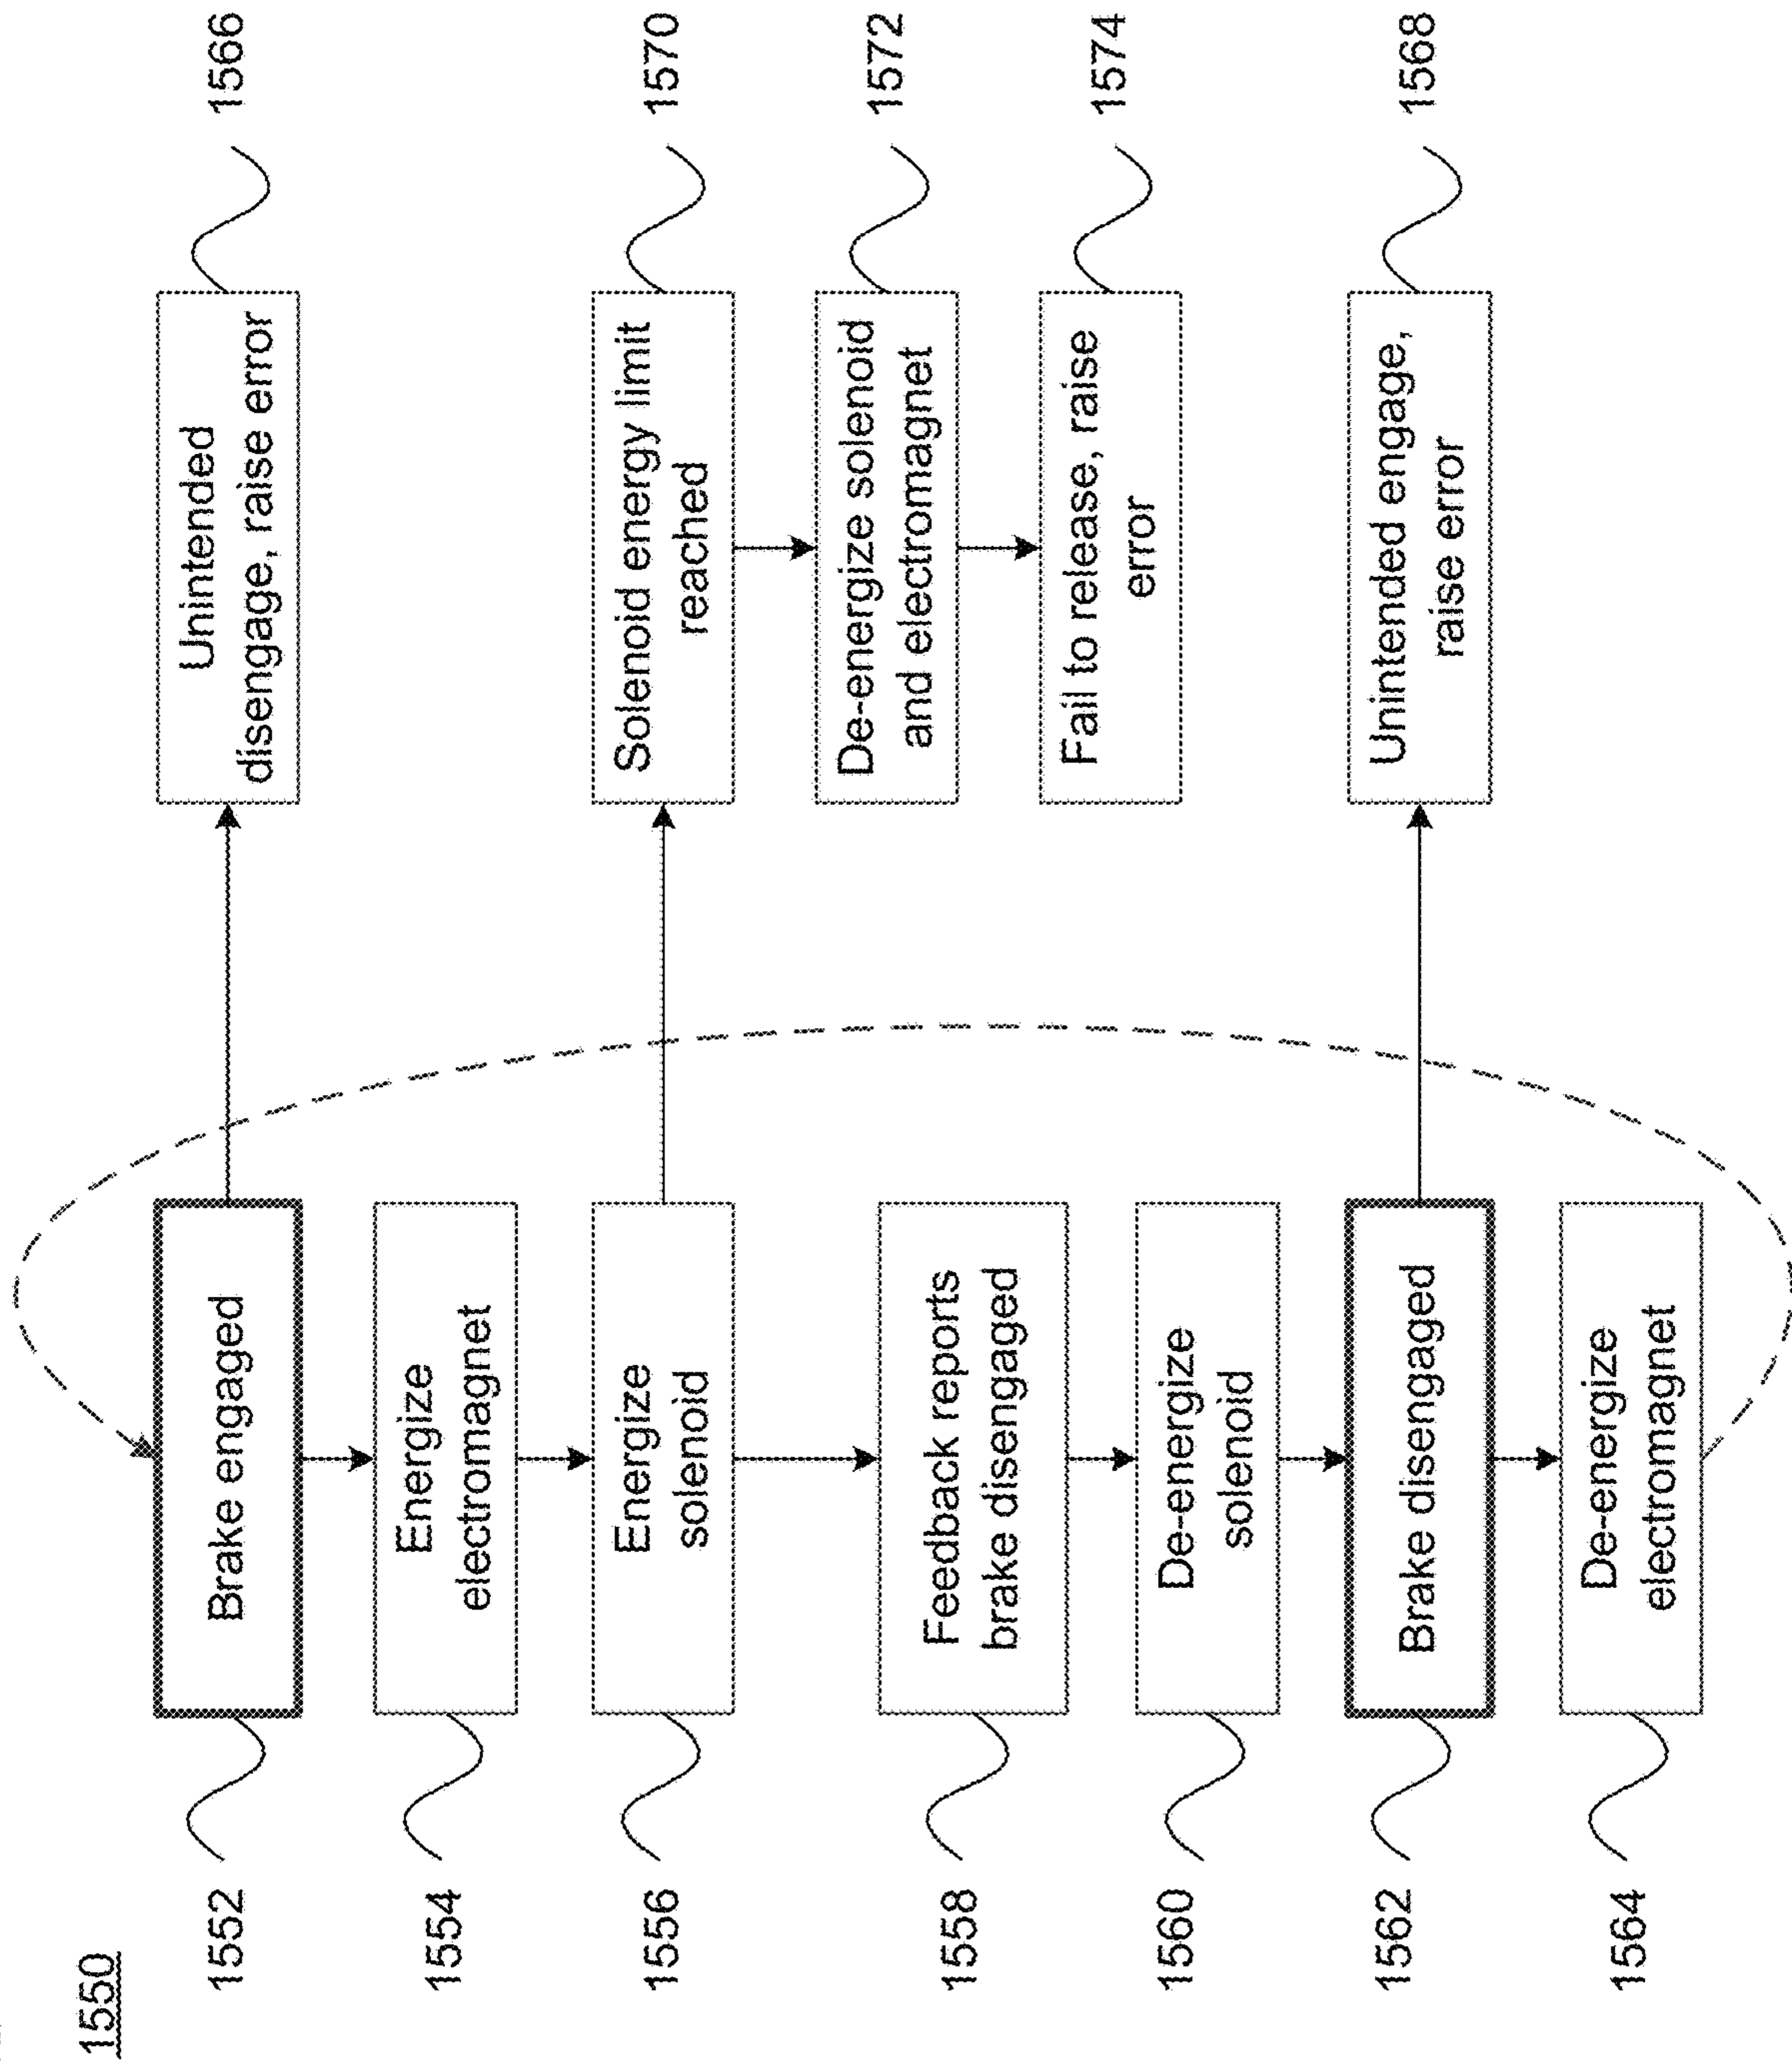 1550
1552
Brake engaged
1554
Energize
electromagnet
1556
Energize
solenoid
1558
Feedback reports
brake disengaged
1560
De-energize
solenoid
1562
Brake disengaged
1564
De-energize
electromagnet
Unintended
disengage, raise error
1566
Solenoid energy limit
reached
1570
De-energize solenoid
and electromagnet
1572
Fail to release, raise
error
1574
Unintended engage,
raise error
1568